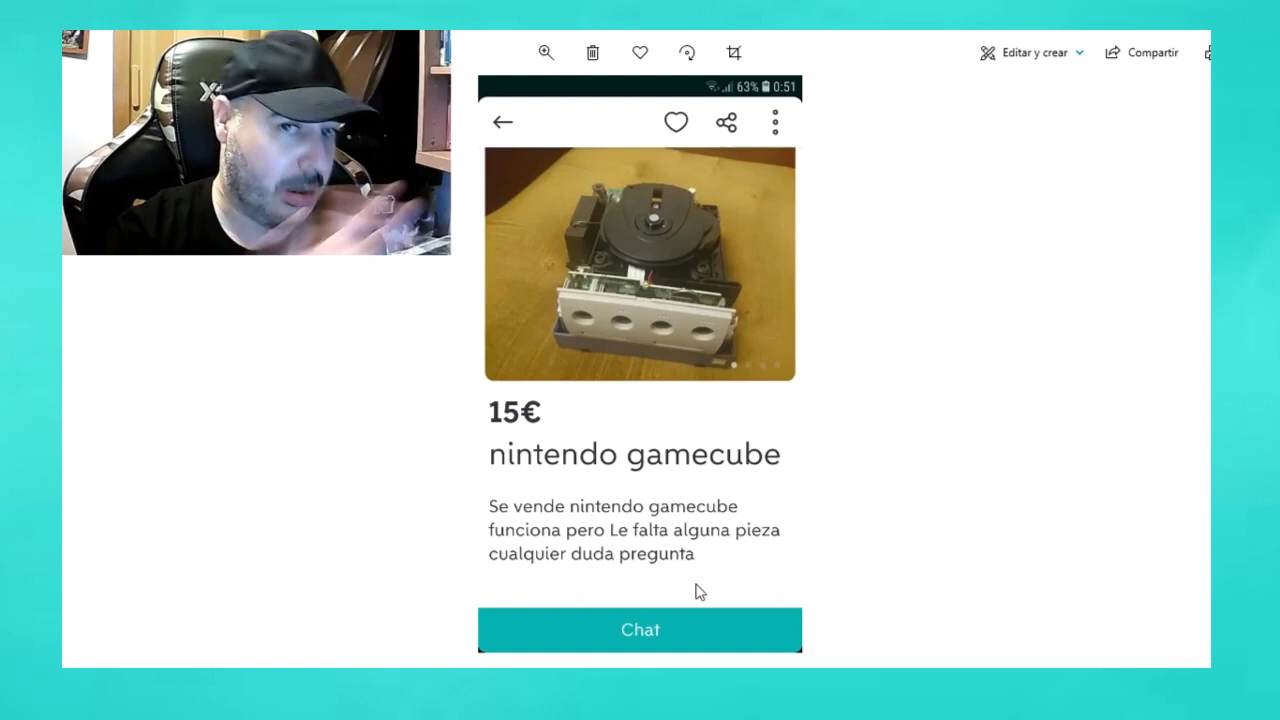 X
Editar y crear
Compartir
63% 0:51
15€
nintendo gamecube
Se vende nintendo gamecube
funciona pero Le falta alguna pieza
cualquier duda pregunta
Chat